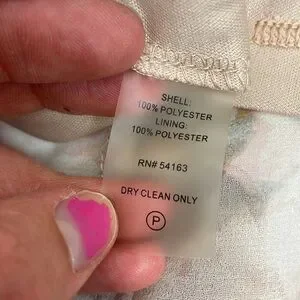 SHELL:
100% POLYESTER
LINING:
100% POLYESTER
RN# 54163
DRY CLEAN ONLY
P